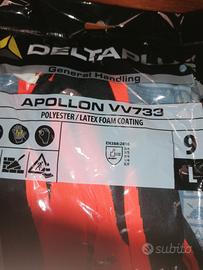 DELTAPLUS
General Handling
APOLLON VV733
POLYESTER / LATEX FOAM COATING
EN388:2016
9
L
subito